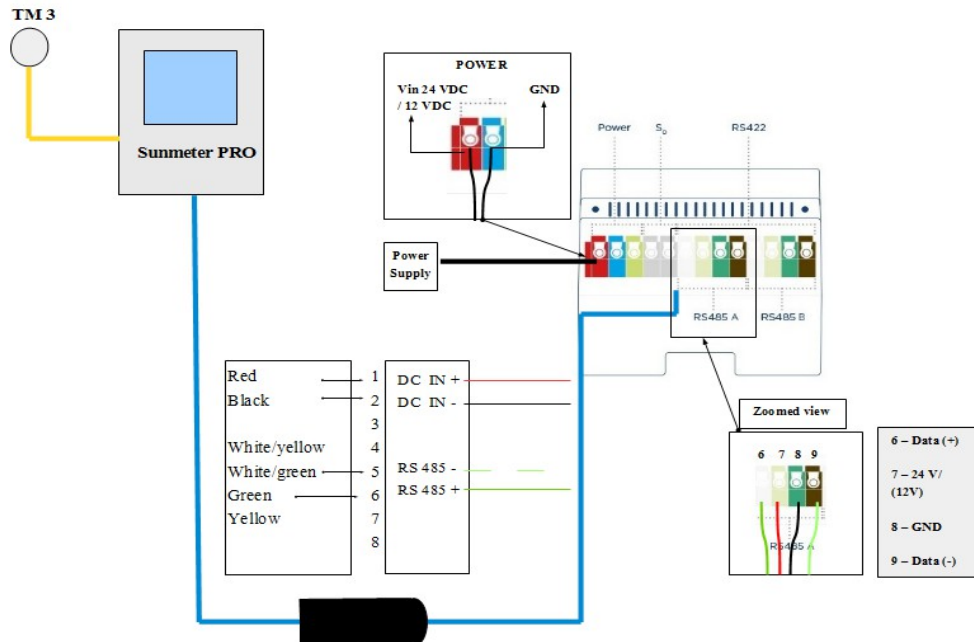 TM 3
Sunmeter PRO
POWER
Vin 24 VDC
/ 12 VDC
GND
Power
Supply
Power
S0
RS422
RS485 A
RS485 B
Red
Black
White/yellow
White/green
Green
Yellow
1
2
3
4
5
6
7
8
DC IN +
DC IN -
RS 485 -
RS 485 +
Zoomed view
6 7 8 9
RS485 A
6 – Data (+)
7 – 24 V/
(12V)
8 – GND
9 – Data (-)